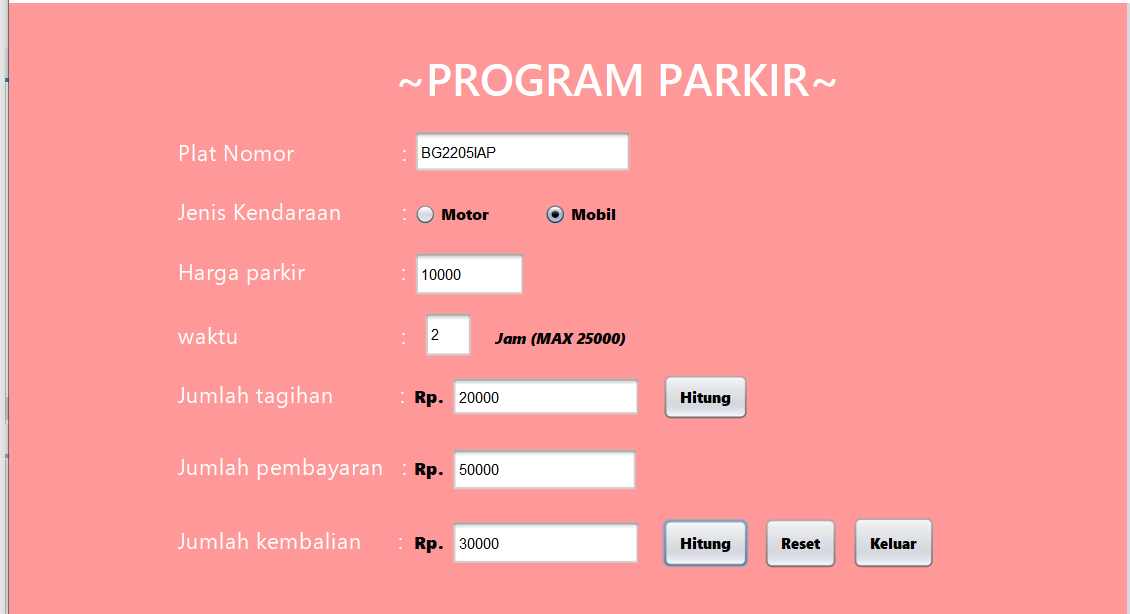 ~PROGRAM PARKIR~
Plat Nomor : BG2205IAP
Jenis Kendaraan : Motor Mobil
Harga parkir : 10000
waktu : 2 Jam (MAX 25000)
Jumlah tagihan : Rp. 20000 Hitung
Jumlah pembayaran : Rp. 50000
Jumlah kembalian : Rp. 30000 Hitung Reset Keluar